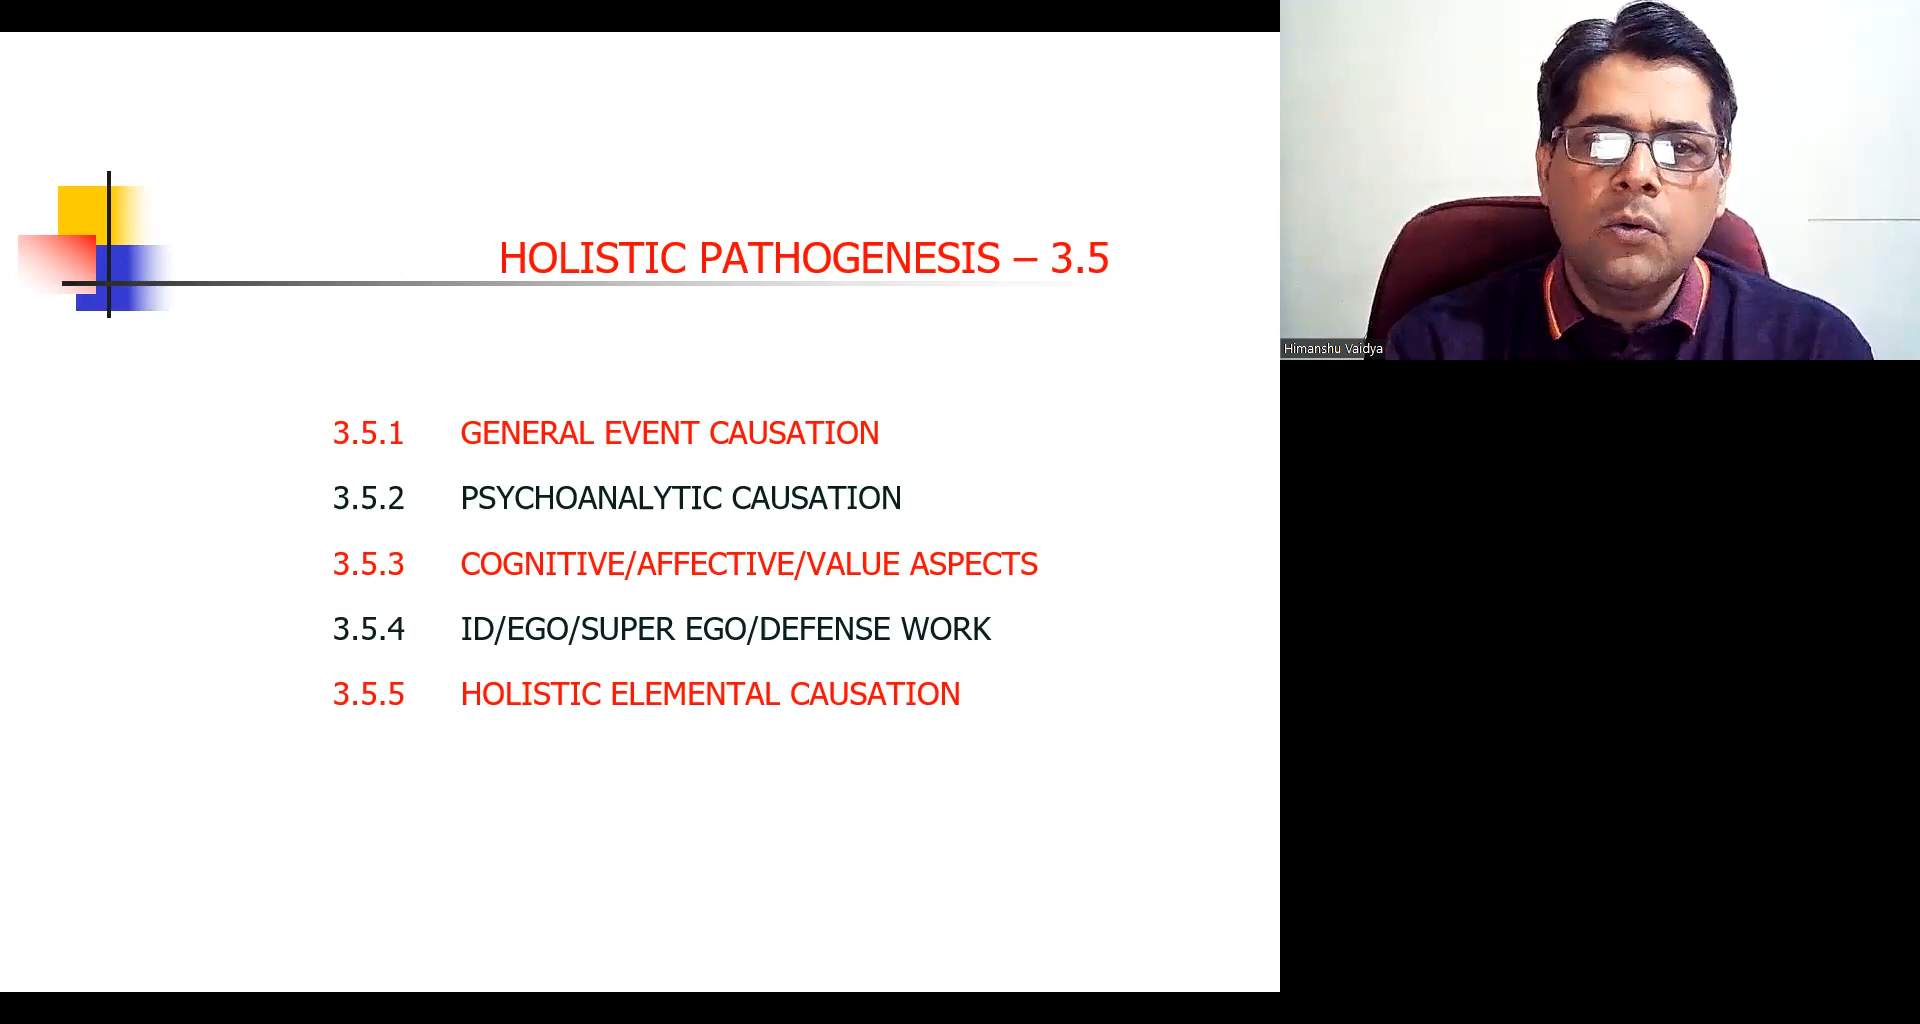 HOLISTIC PATHOGENESIS – 3.5
3.5.1 GENERAL EVENT CAUSATION
3.5.2 PSYCHOANALYTIC CAUSATION
3.5.3 COGNITIVE/AFFECTIVE/VALUE ASPECTS
3.5.4 ID/EGO/SUPER EGO/DEFENSE WORK
3.5.5 HOLISTIC ELEMENTAL CAUSATION
Himanshu Vaidya